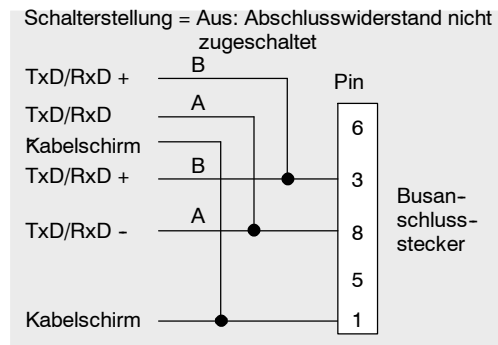 Schalterstellung = Aus: Abschlusswiderstand nicht
zugeschaltet
TxD/RxD + B
Pin
TxD/RxD A
-
Kabelschirm
6
TxD/RxD + B
3
Busan-
schluss-
stecker
TxD/RxD - A
8
5
Kabelschirm
1